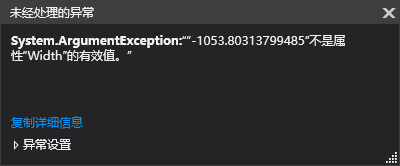 未经处理的异常
System.ArgumentException:““-1053.80313799485”不是属
性“Width”的有效值。”
复制详细信息
异常设置